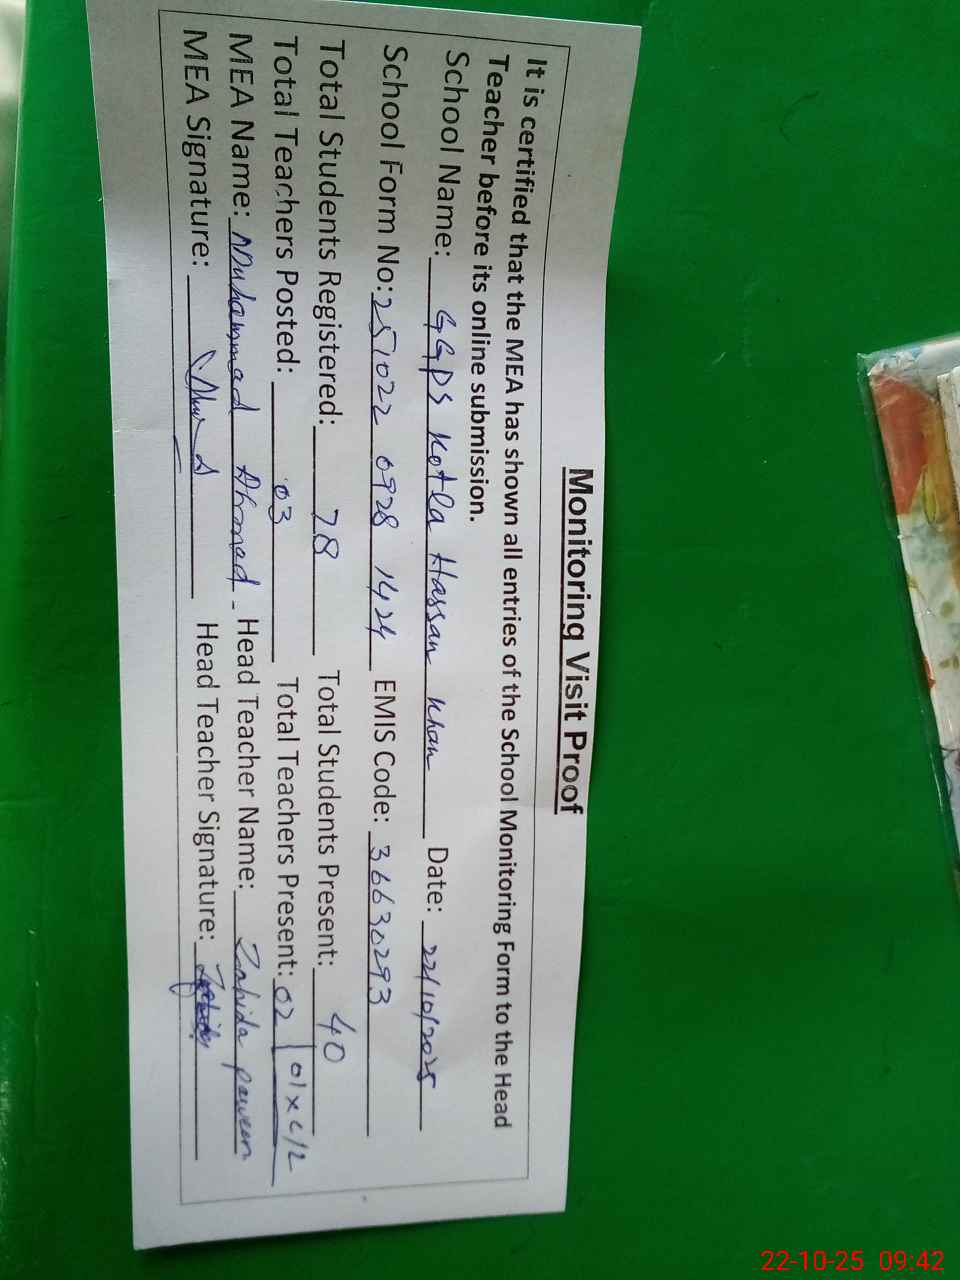 Monitoring Visit Proof
It is certified that the MEA has shown all entries of the School Monitoring Form to the Head
Teacher before its online submission.
School Name: GGPS Kotla Hassan Khan Date: 22/10/2025
School Form No: 251022 0928 1424 EMIS Code: 36630293
Total Students Registered: 78 Total Students Present: 40
Total Teachers Posted: 03 Total Teachers Present: 02 01 x C/L
MEA Name: Muhammad Ahmad Head Teacher Name: Zahida parveen
MEA Signature: Head Teacher Signature:
22-10-25 09:42